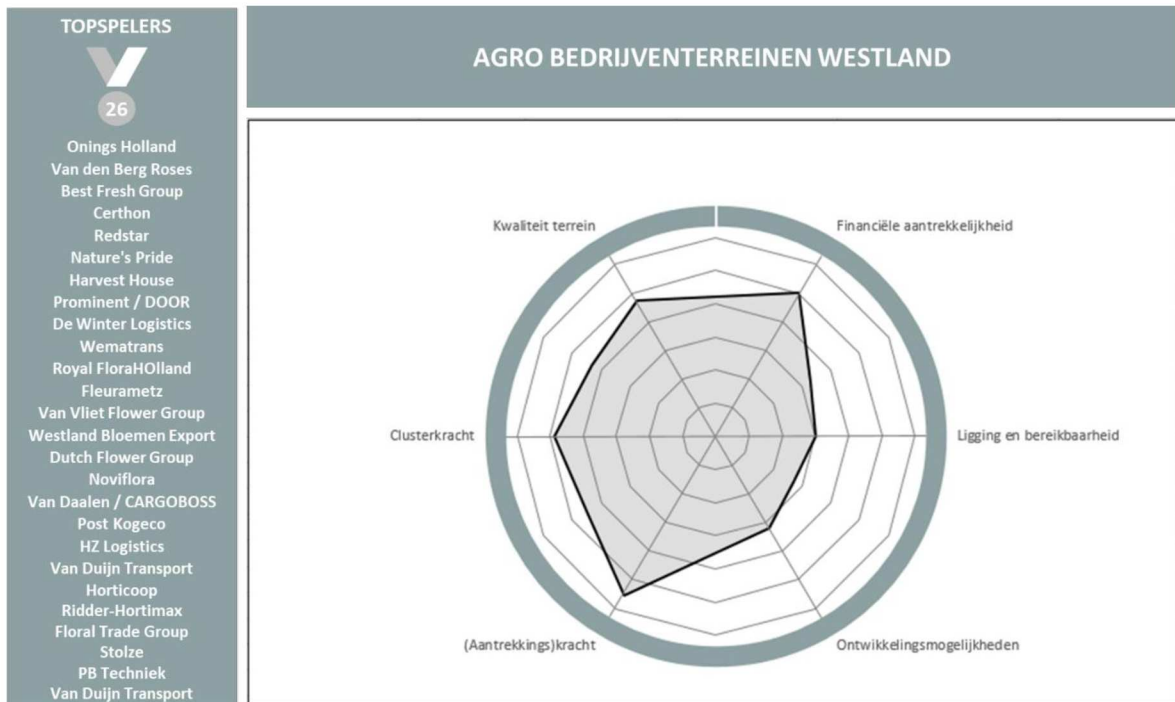 TOPSPELERS
26
Onings Holland
Van den Berg Roses
Best Fresh Group
Certhon
Redstar
Nature's Pride
Harvest House
Prominent / DOOR
De Winter Logistics
Wematrans
Royal FloraHOlland
Fleurametz
Van Vliet Flower Group
Westland Bloemen Export
Dutch Flower Group
Noviflora
Van Daalen / CARGOBOSS
Post Kogeco
HZ Logistics
Van Duijn Transport
Horticoop
Ridder-Hortimax
Floral Trade Group
Stolze
PB Techniek
Van Duijn Transport
AGRO BEDRIJVENTERREINEN WESTLAND
Kwaliteit terrein
Financiële aantrekkelijkheid
Clusterkracht
Ligging en bereikbaarheid
(Aantrekkings)kracht
Ontwikkelingsmogelijkheden